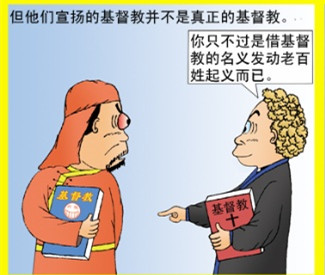 但他们宣扬的基督教并不是真正的基督教。
你只不过是借基督
教的名义发动老百
姓起义而已。
基督教
基督教